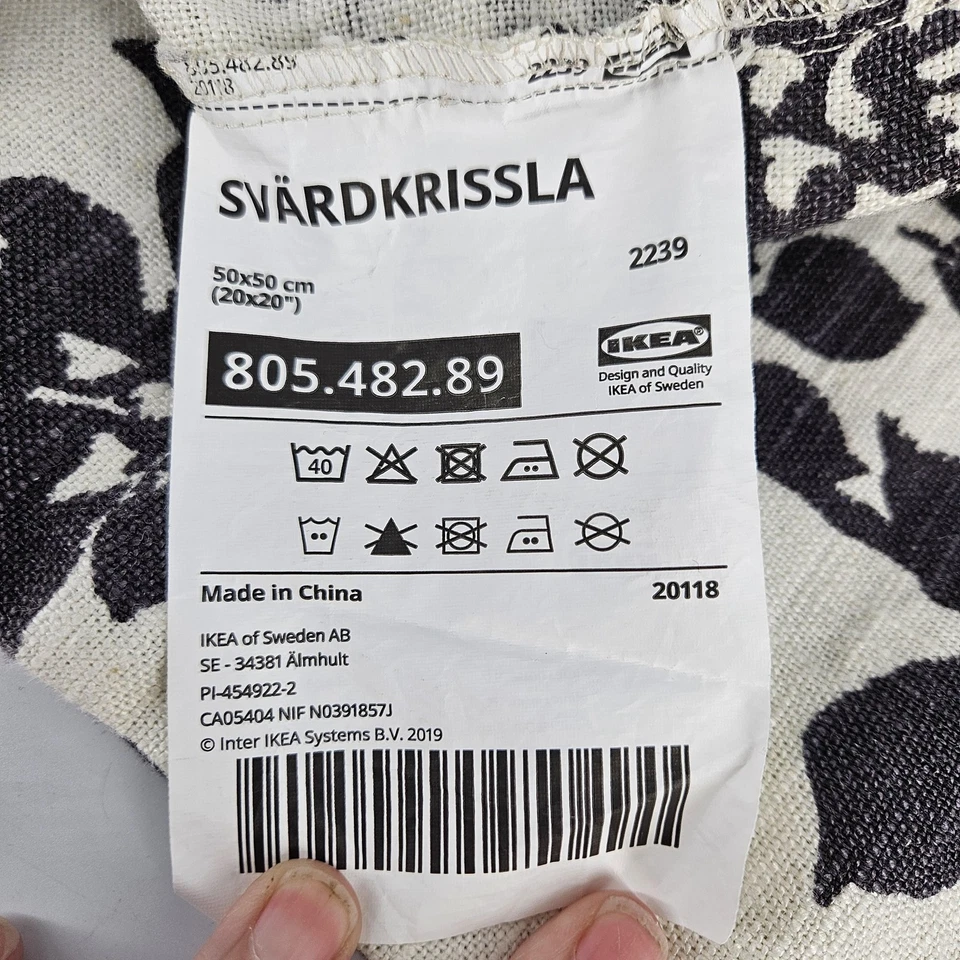 805.482.89
2239
20118
SVÄRDKRISSLA
2239
50x50 cm
(20x20")
805.482.89
IKEA®
Design and Quality
IKEA of Sweden
40
Made in China
20118
IKEA of Sweden AB
SE - 34381 Älmhult
PI-454922-2
CA05404 NIF N0391857J
© Inter IKEA Systems B.V. 2019